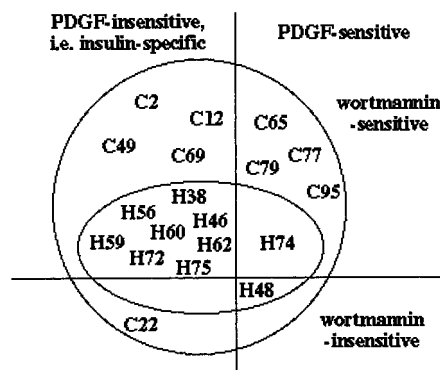 PDGF-insensitive,
i.e. insulin-specific
PDGF-sensitive
wortmannin
-sensitive
C2
C12
C65
C49
C69
C79
C77
C95
H38
H56
H46
H60
H59
H62
H74
H72
H75
H48
C22
wortmannin
-insensitive